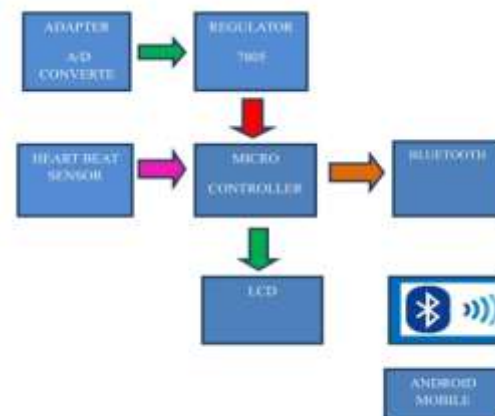 ADAPTER
A/D
CONVERTE
REGULATOR
7805
HEART BEAT
SENSOR
MICRO
CONTROLLER
BLUETOOTH
LCD
ANDROID
MOBILE